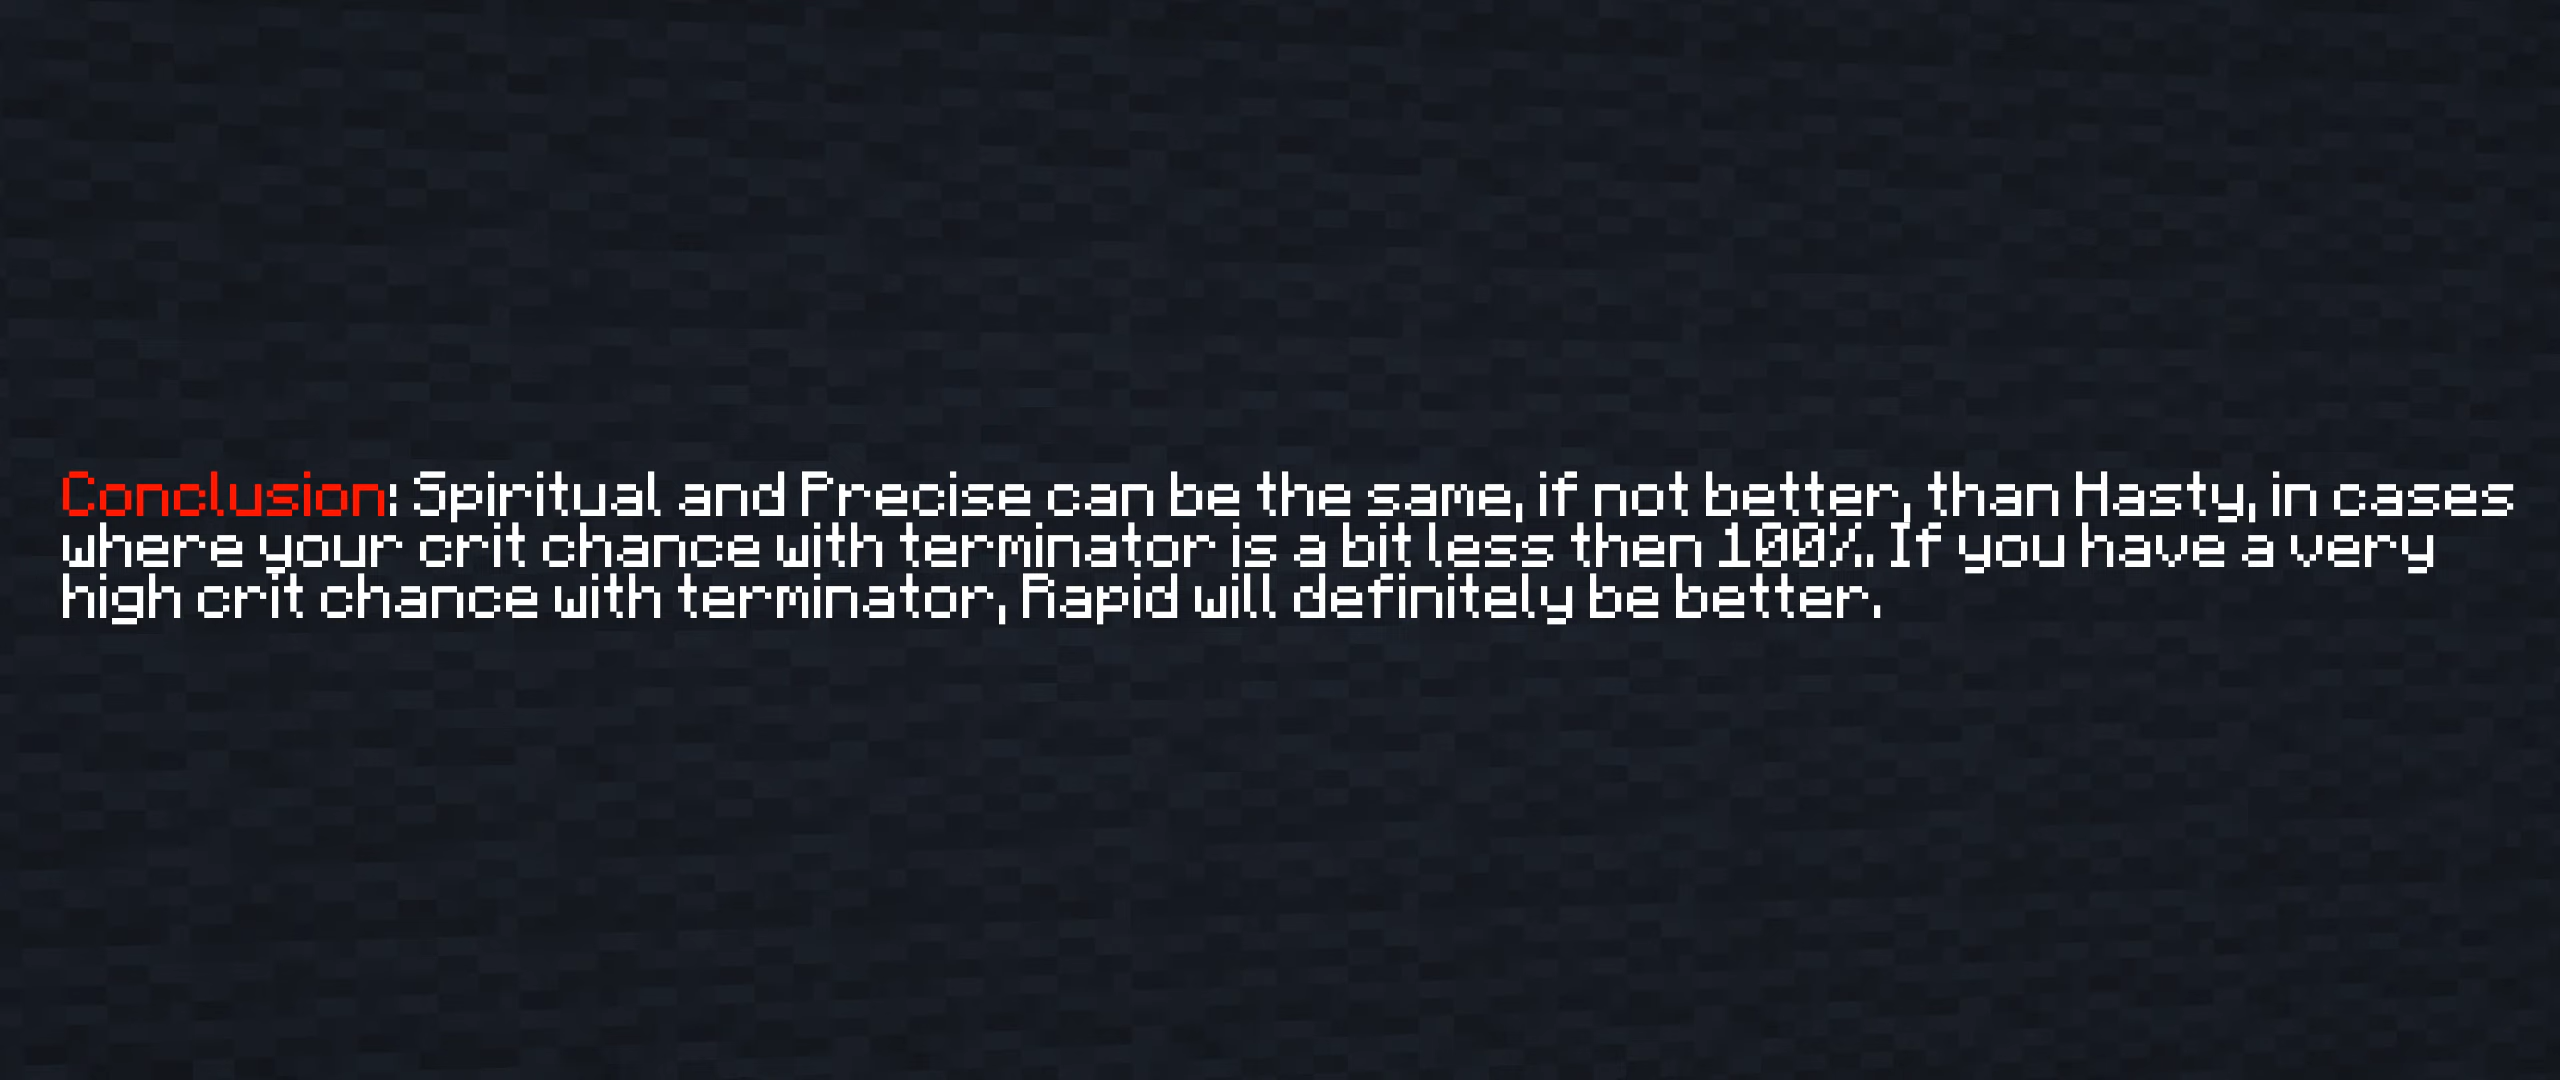 Conclusion: Spiritual and Precise can be the same, if not better, than Hasty, in cases
where your crit chance with terminator is a bit less then 100%. If you have a very
high crit chance with terminator, Rapid will definitely be better.